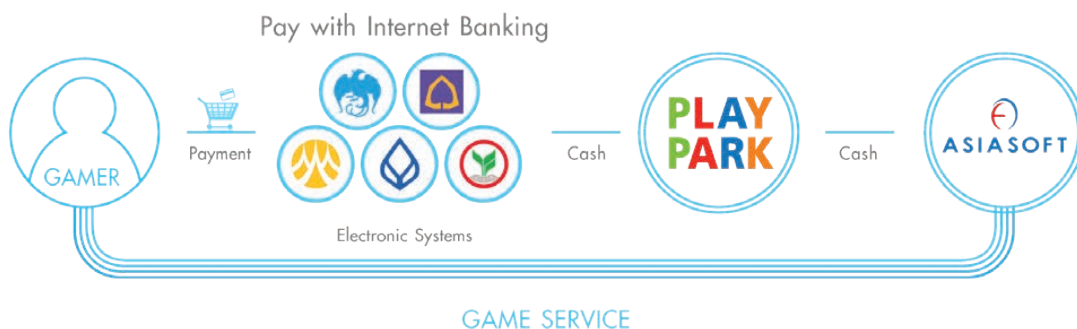 Pay with Internet Banking
GAMER
Payment
Electronic Systems
Cash
PLAY
PARK
Cash
ASIASOFT
GAME SERVICE